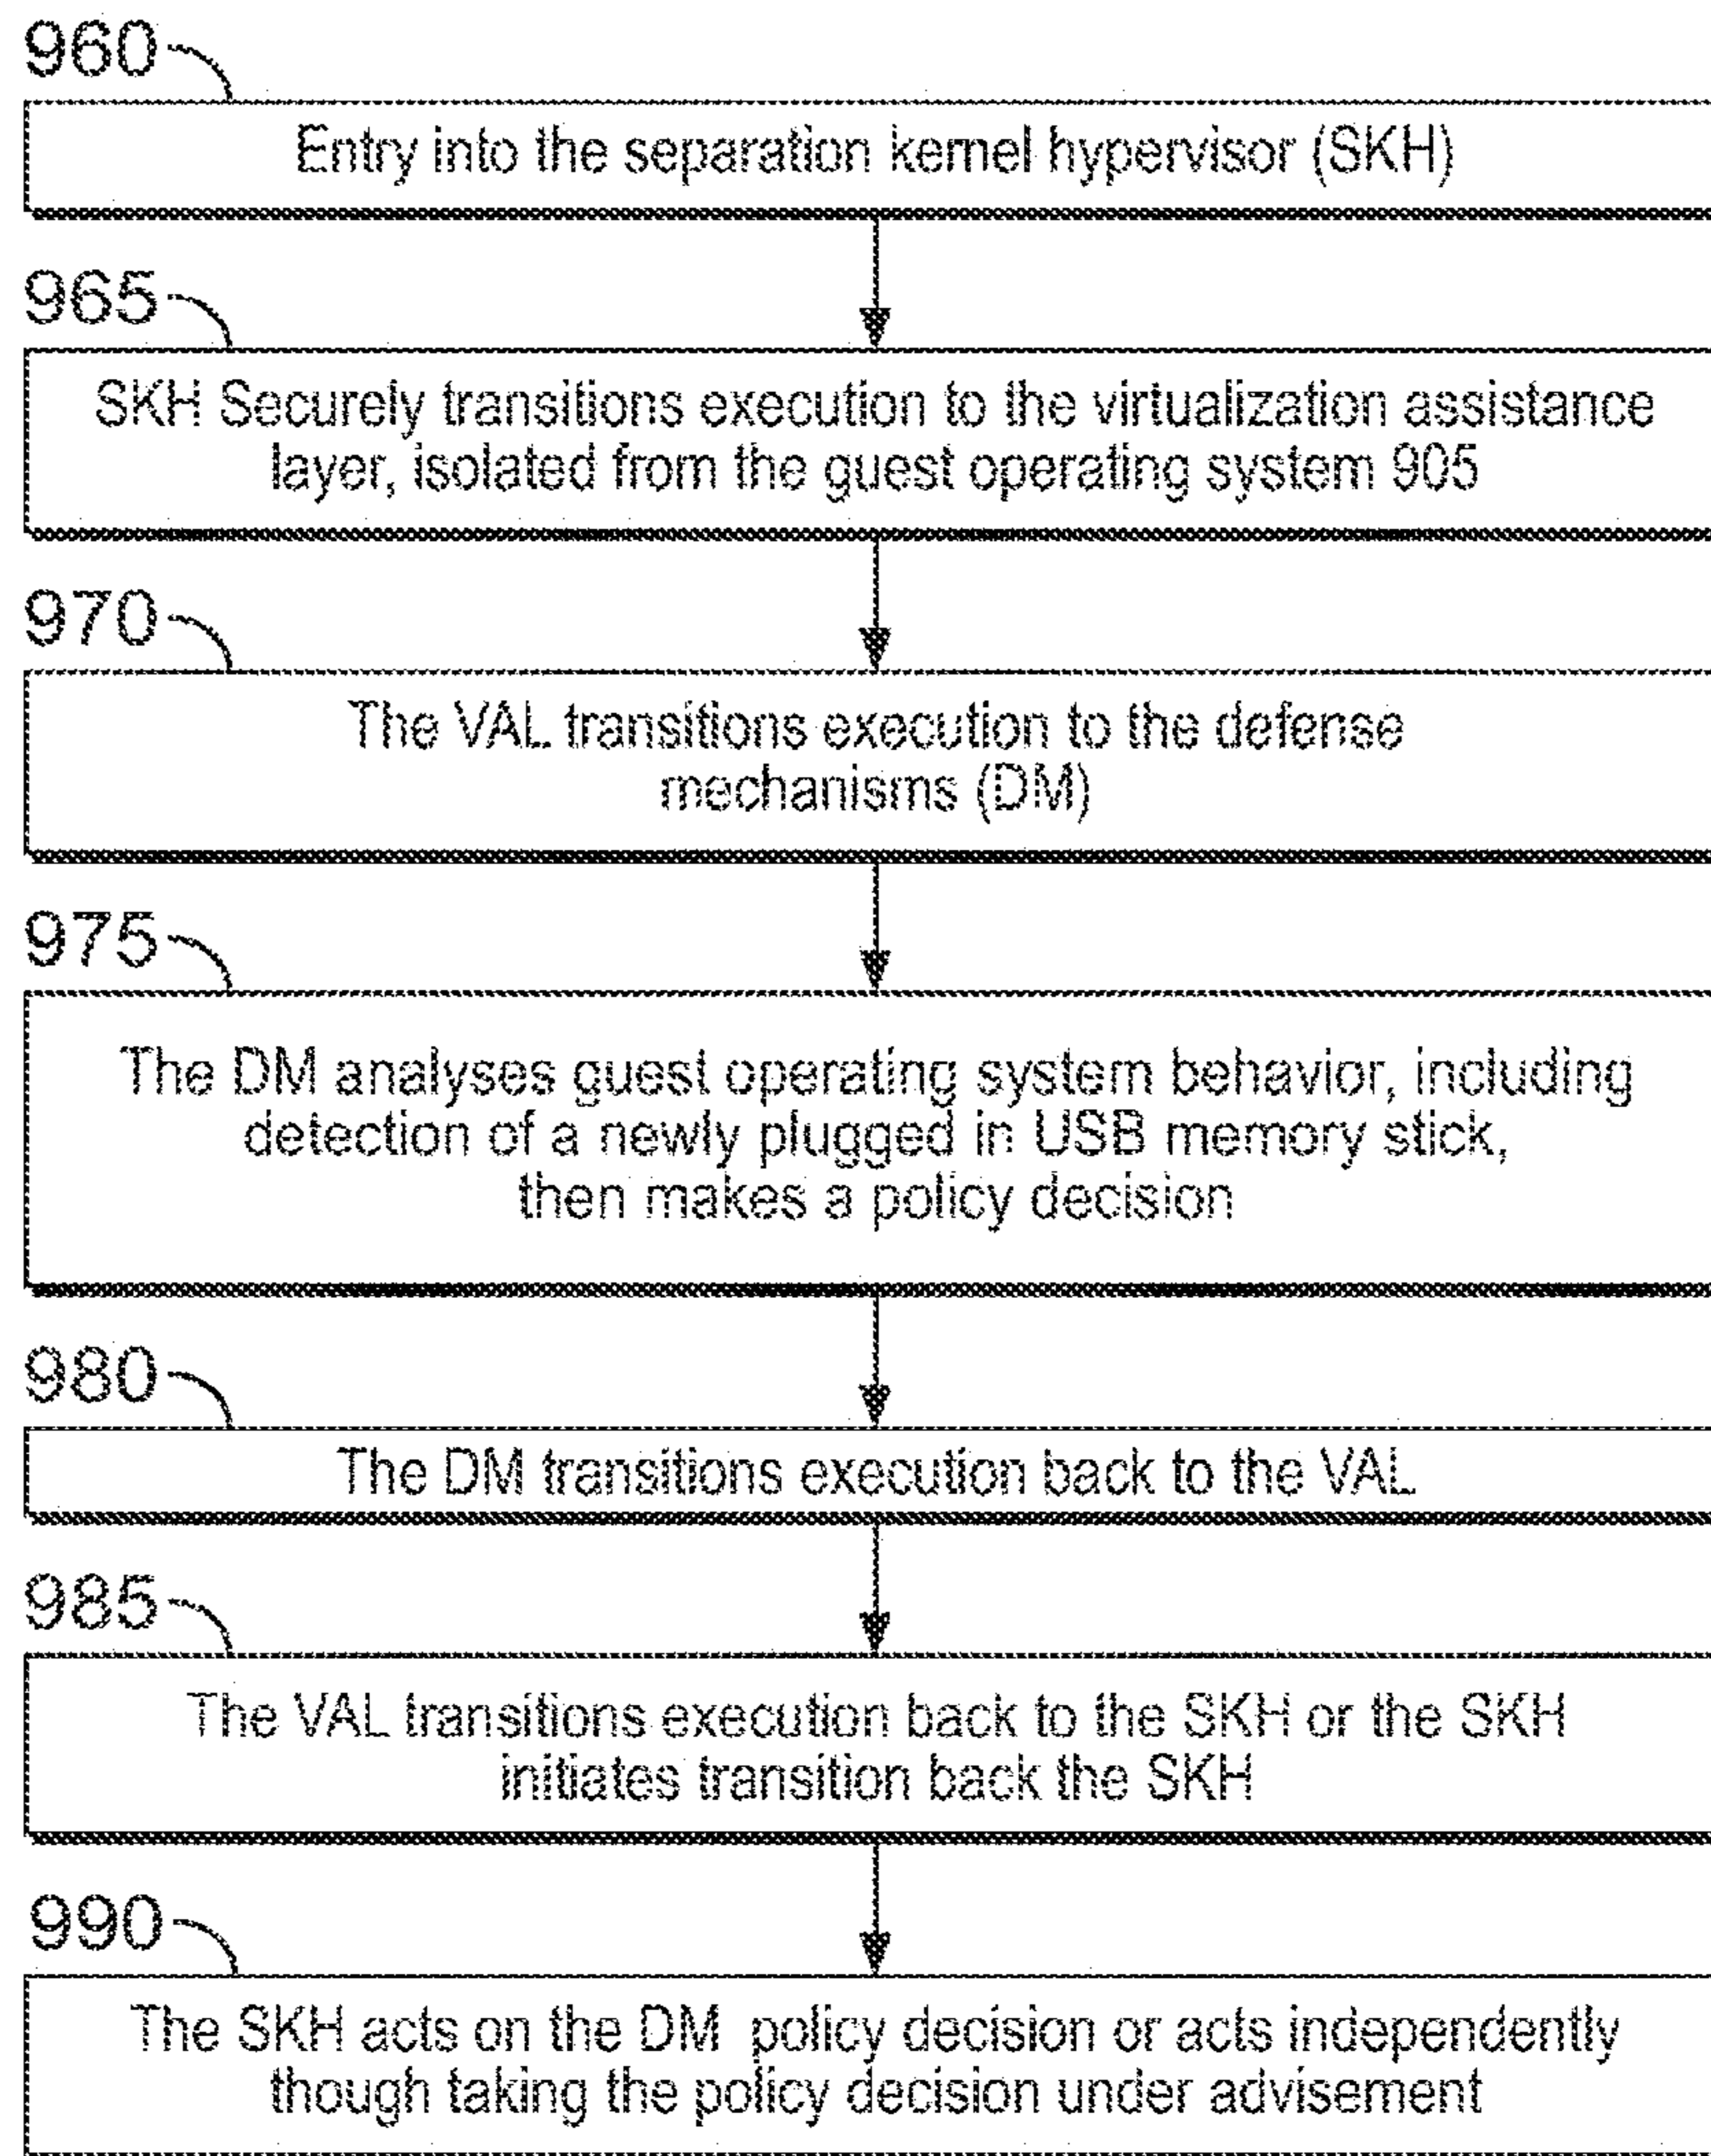 960
Entry into the separation kernel hypervisor (SKH)
965
SKH Securely transitions execution to the virtualization assistance
layer, isolated from the guest operating system 905
970
The VAL transitions execution to the defense
mechanisms (DM)
975
The DM analyses guest operating system behavior, including
detection of a newly plugged in USB memory stick,
then makes a policy decision
980
The DM transitions execution back to the VAL
985
The VAL transitions execution back to the SKH or the SKH
initiates transition back the SKH
990
The SKH acts on the DM policy decision or acts independently
though taking the policy decision under advisement